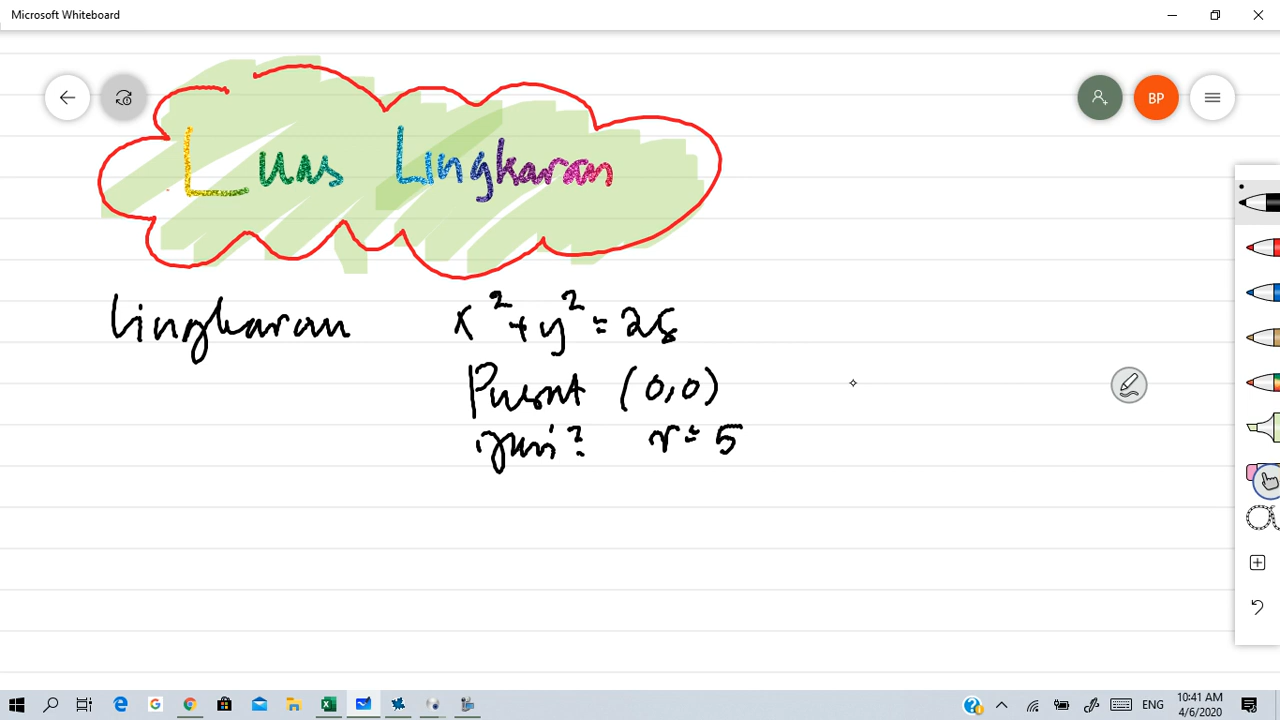 Microsoft Whiteboard
BP
Luas Lingkaran
lingkaran x²+y²=25
Pusat (0,0)
jari? r=5
ENG
10:41 AM
4/6/2020